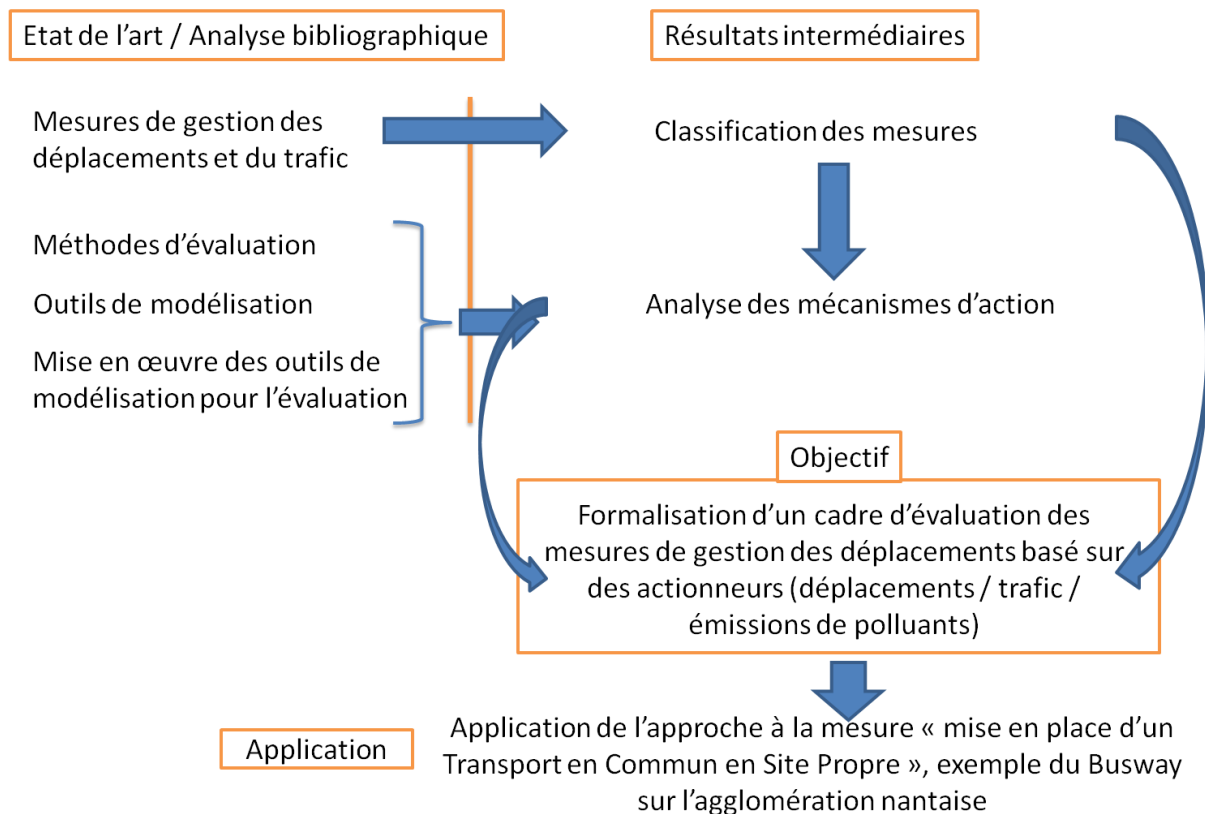 Etat de l’art / Analyse bibliographique
Résultats intermédiaires
Mesures de gestion des
déplacements et du trafic
Classification des mesures
Méthodes d’évaluation
Outils de modélisation
Mise en œuvre des outils de
modélisation pour l’évaluation
Analyse des mécanismes d’action
Objectif
Formalisation d’un cadre d’évaluation des
mesures de gestion des déplacements basé sur
des actionneurs (déplacements / trafic /
émissions de polluants)
Application
Application de l’approche à la mesure « mise en place d’un
Transport en Commun en Site Propre », exemple du Busway
sur l’agglomération nantaise